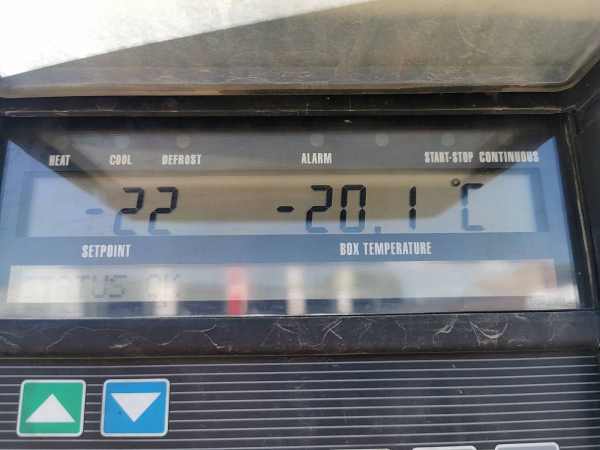 HEAT COOL DEFROST ALARM START-STOP CONTINUOUS
-22 -20.1 °C
SETPOINT BOX TEMPERATURE
STATUS OK